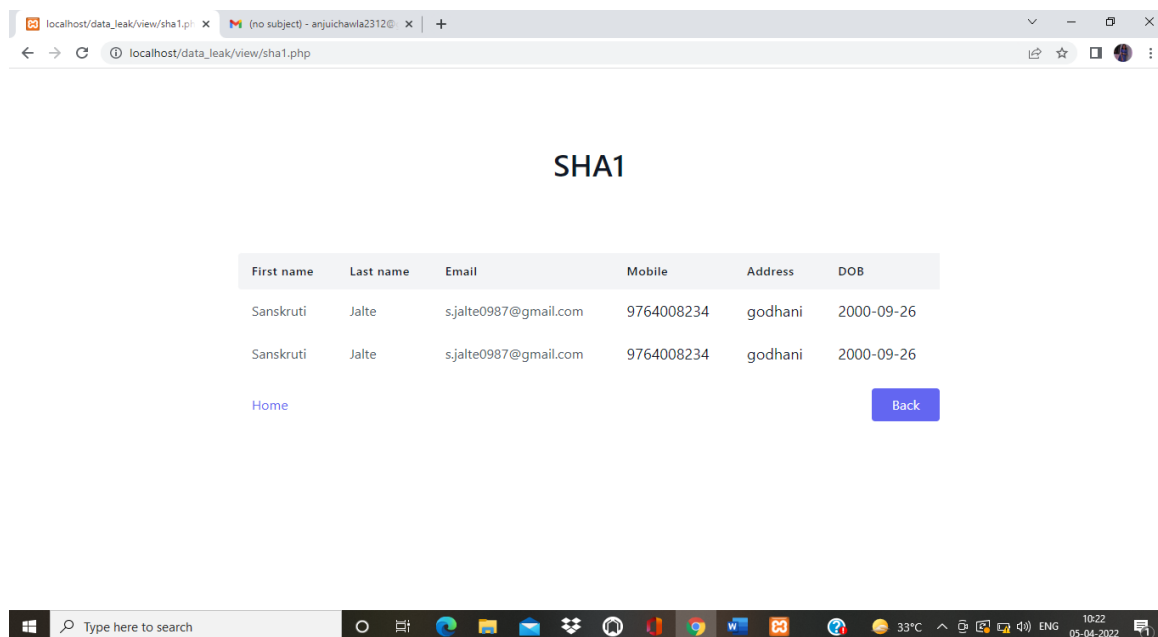 localhost/data_leak/view/sha1.ph
(no subject) - anjuichawla2312@
localhost/data_leak/view/sha1.php
SHA1
First name Last name Email Mobile Address DOB
Sanskruti Jalte s.jalte0987@gmail.com 9764008234 godhani 2000-09-26
Sanskruti Jalte s.jalte0987@gmail.com 9764008234 godhani 2000-09-26
Home Back
Type here to search 33°C ENG 10:22
05-04-2022